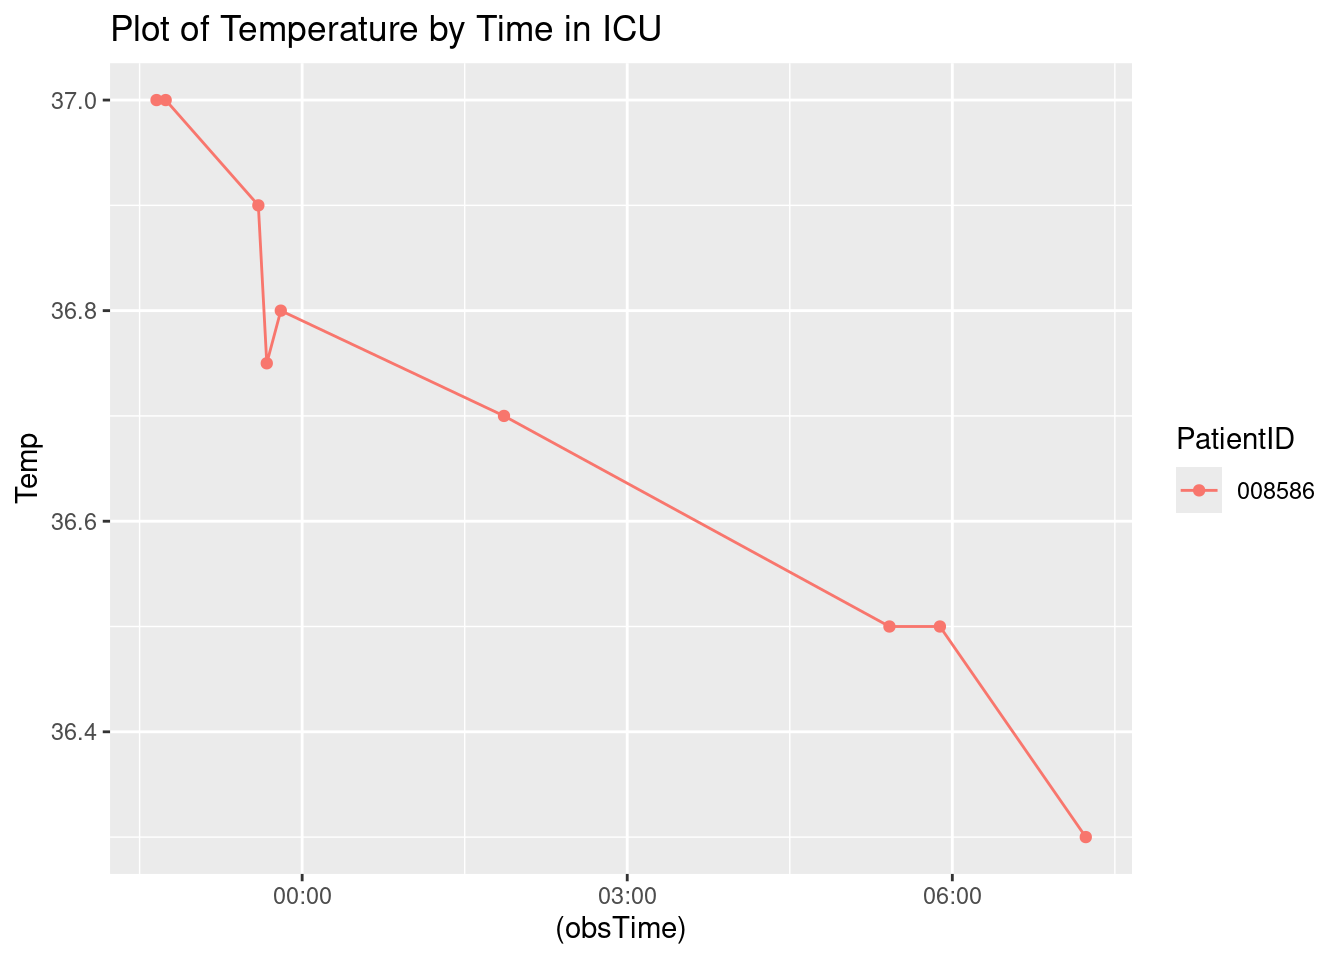 Plot of Temperature by Time in ICU
37.0
36.8
36.6
36.4
Temp
00:00 03:00 06:00
(obsTime)
PatientID
008586